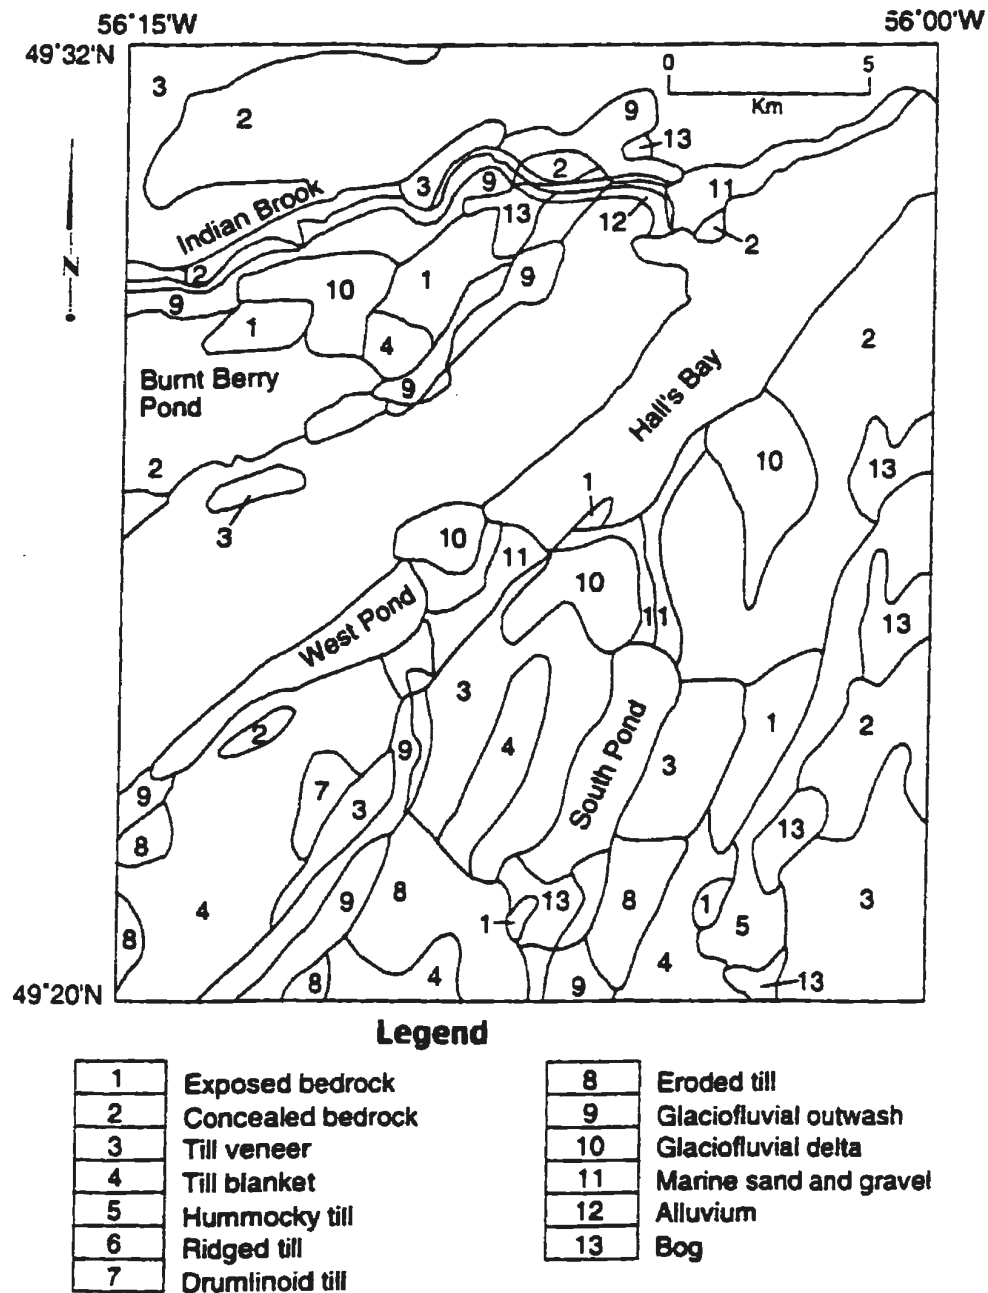 56°15'W
56°00'W
49°32'N
0 5
Km
3
2
9
13
11
2
3
9
13
12
2
Indian Brook
2
9
10
1
9
1
4
2
Burnt Berry
Pond
9
Hall's Bay
2
3
10
13
1
10
11
10
11
13
West Pond
3
4
South Pond
3
1
2
2
9
9
7
3
8
13
4
9
8
1
13
8
1
5
3
8
8
4
9
4
13
49°20'N
Legend
1 Exposed bedrock
2 Concealed bedrock
3 Till veneer
4 Till blanket
5 Hummocky till
6 Ridged till
7 Drumlinoid till
8 Eroded till
9 Glaciofluvial outwash
10 Glaciofluvial delta
11 Marine sand and gravel
12 Alluvium
13 Bog
N